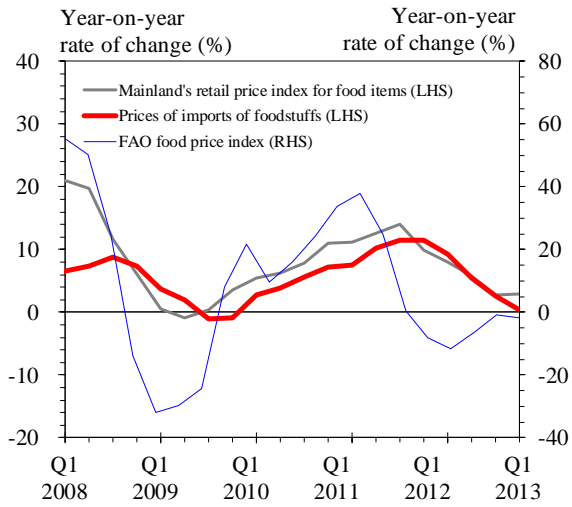 Year-on-year
rate of change (%)
Year-on-year
rate of change (%)
40
30
20
10
0
-10
-20
80
60
40
20
0
-20
-40
Mainland's retail price index for food items (LHS)
Prices of imports of foodstuffs (LHS)
FAO food price index (RHS)
Q1 Q1 Q1 Q1 Q1 Q1
2008 2009 2010 2011 2012 2013